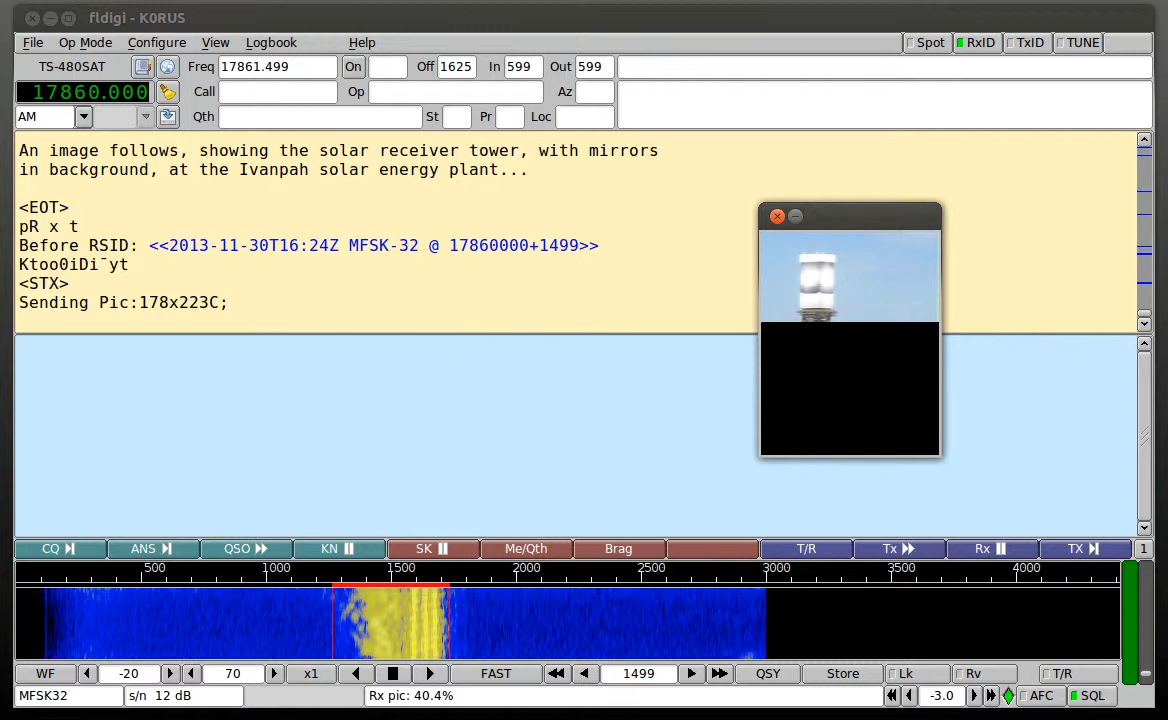 fldigi - K0RUS
File Op Mode Configure View Logbook Help Spot RxID TxID TUNE
TS-480SAT Freq 17861.499 On Off 1625 In 599 Out 599
17860.000 Call Op Az
AM Qth St Pr Loc
An image follows, showing the solar receiver tower, with mirrors
in background, at the Ivanpah solar energy plant...
<EOT>
pR x t
Before RSID: <<2013-11-30T16:24Z MFSK-32 @ 17860000+1499>>
Ktoo0iDi¯yt
<STX>
Sending Pic:178x223C;
CQ ANS QSO KN SK Me/Qth Brag T/R Tx Rx TX 1
500 1000 1500 2000 2500 3000 3500 4000
WF -20 70 x1 FAST 1499 QSY Store Lk Rv T/R
MFSK32 s/n 12 dB Rx pic: 40.4% -3.0 AFC SQL